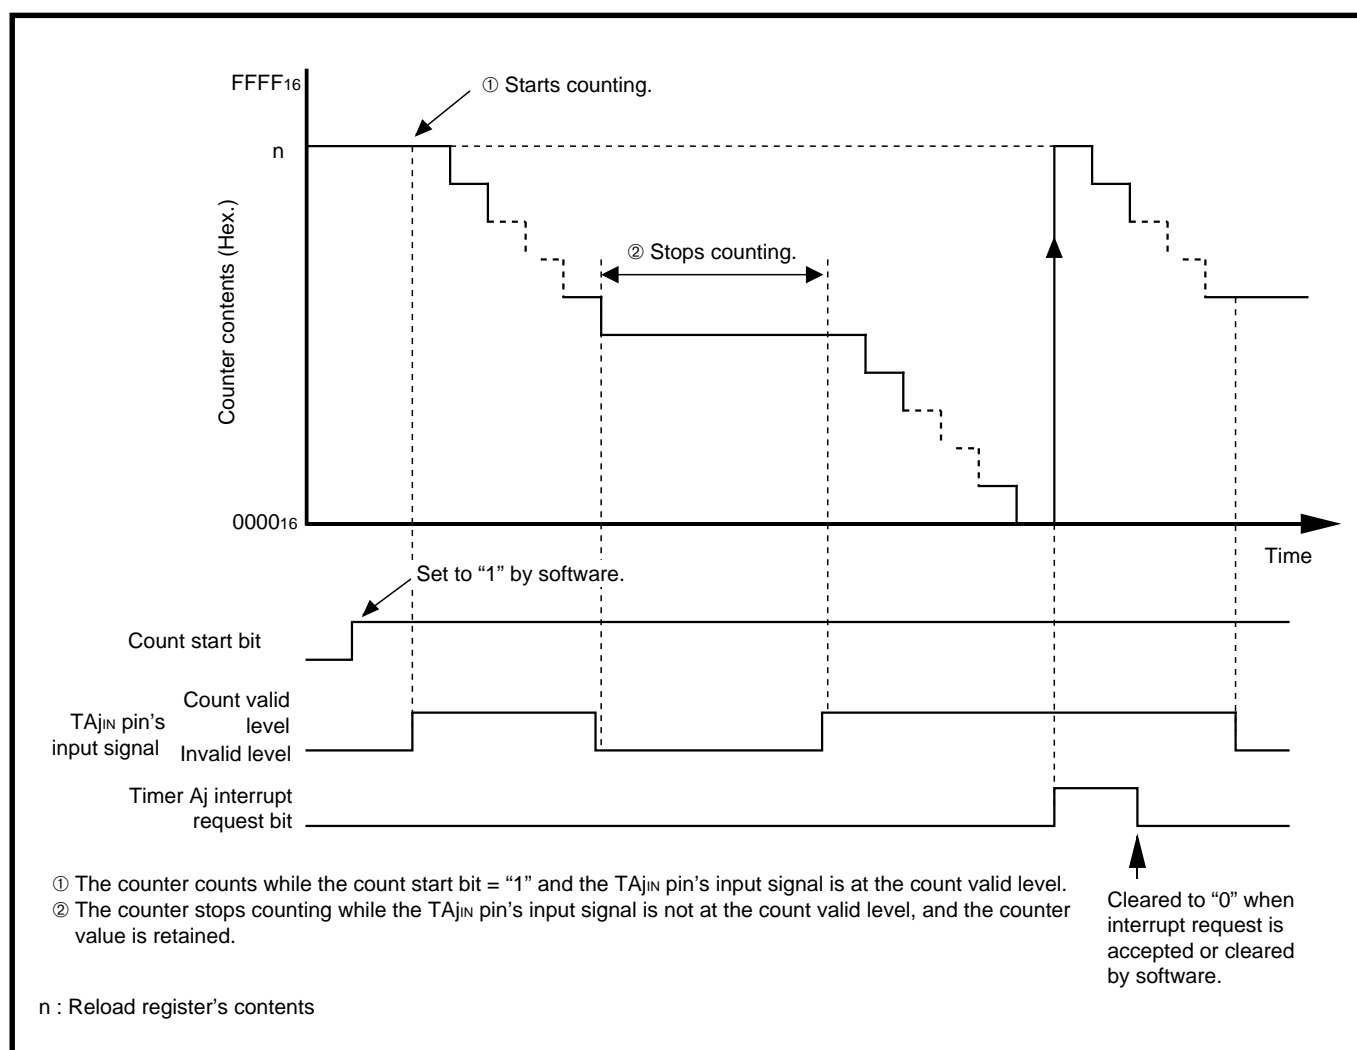 FFFF16
① Starts counting.
n
Counter contents (Hex.)
② Stops counting.
000016
Time
Set to “1” by software.
Count start bit
TAjIN pin’s
input signal
Count valid
level
Invalid level
Timer Aj interrupt
request bit
① The counter counts while the count start bit = “1” and the TAjIN pin’s input signal is at the count valid level.
② The counter stops counting while the TAjIN pin’s input signal is not at the count valid level, and the counter
value is retained.
Cleared to “0” when
interrupt request is
accepted or cleared
by software.
n : Reload register’s contents